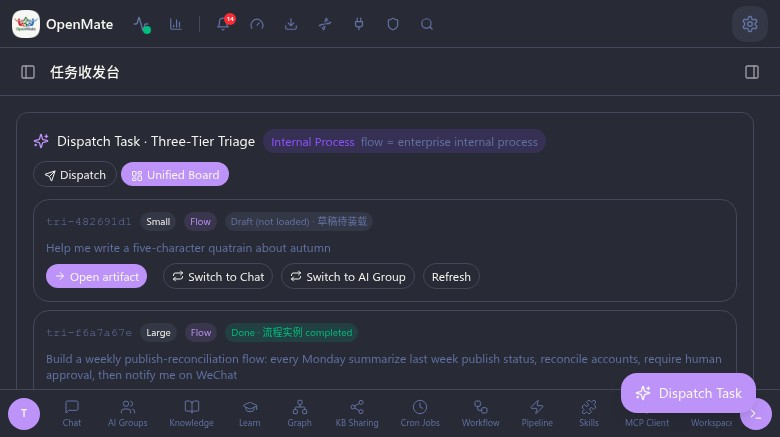 OpenMate
14
任务收发台
Dispatch Task · Three-Tier Triage Internal Process flow = enterprise internal process
Dispatch Unified Board
tri-482691d1 Small Flow Draft (not loaded) · 草稿待装载
Help me write a five-character quatrain about autumn
Open artifact Switch to Chat Switch to AI Group Refresh
tri-f6a7a67e Large Flow Done · 流程实例 completed
Build a weekly publish-reconciliation flow: every Monday summarize last week publish status, reconcile accounts, require human
approval, then notify me on WeChat
Dispatch Task
T Chat AI Groups Knowledge Learn Graph KB Sharing Cron Jobs Workflow Pipeline Skills MCP Client Workspace